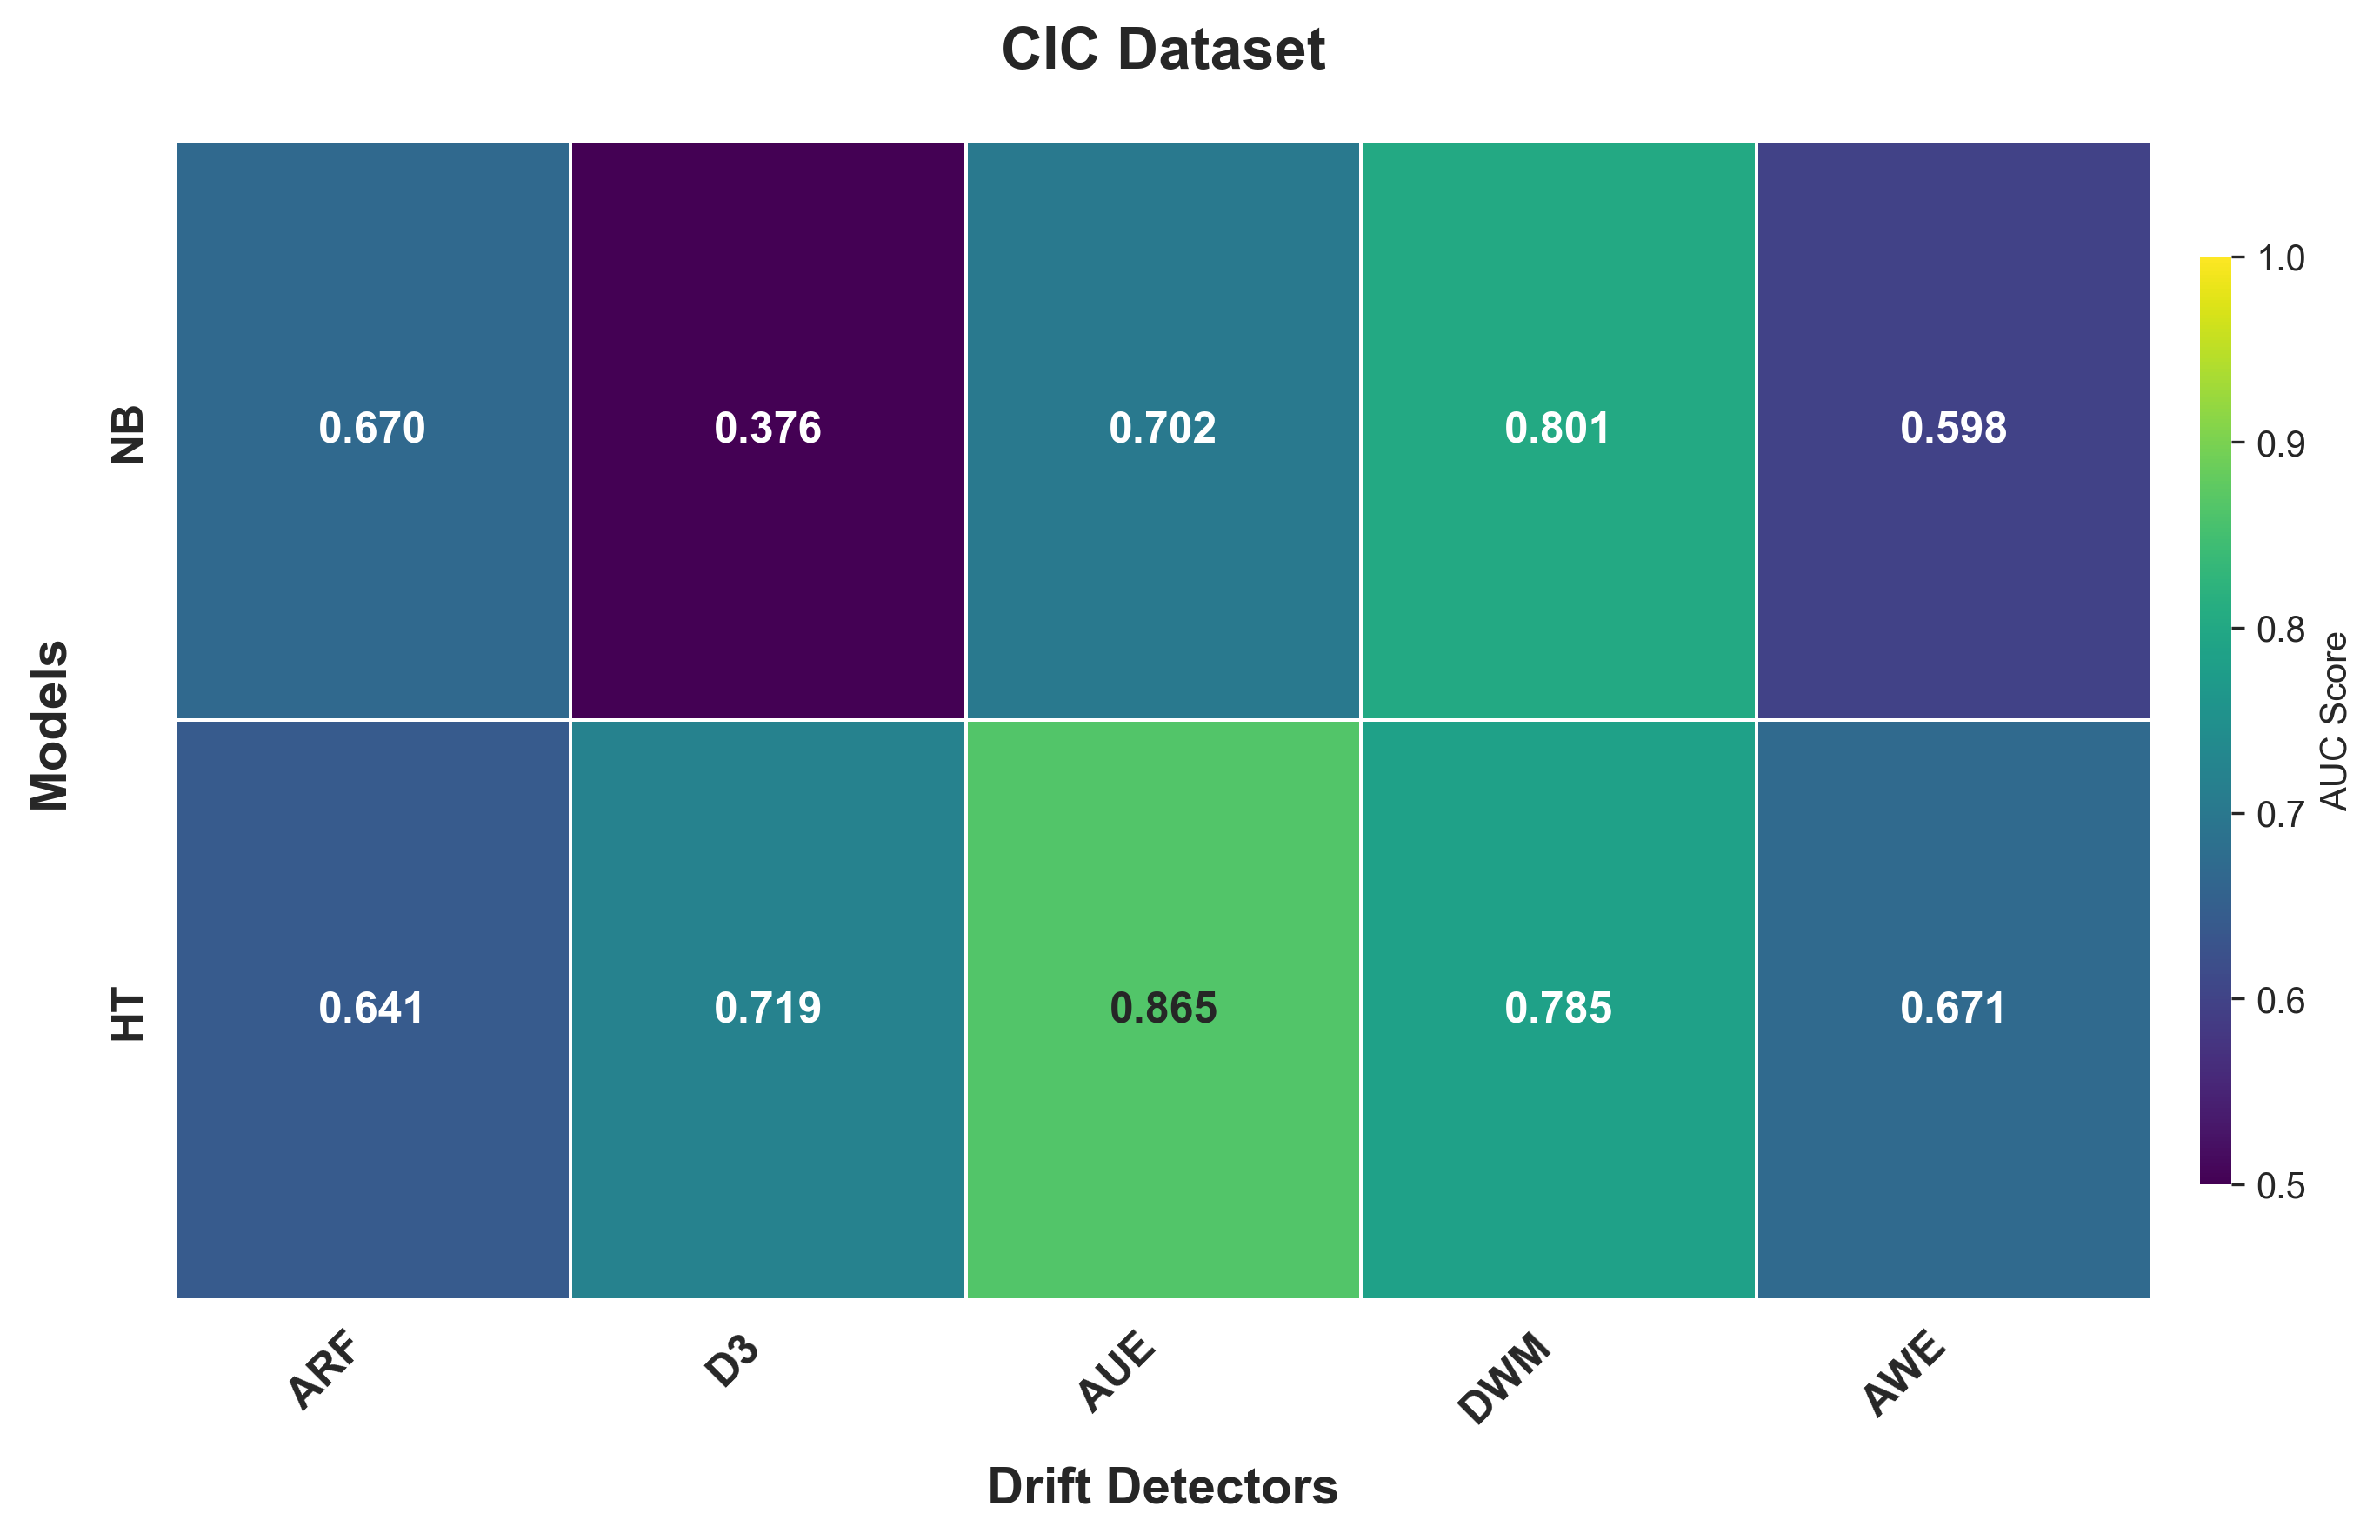 CIC Dataset
Models
NB
0.670 0.376 0.702 0.801 0.598
HT
0.641 0.719 0.865 0.785 0.671
ARF D3 AUE DWM AWE
Drift Detectors
1.0
0.9
0.8
0.7
0.6
0.5
AUC Score